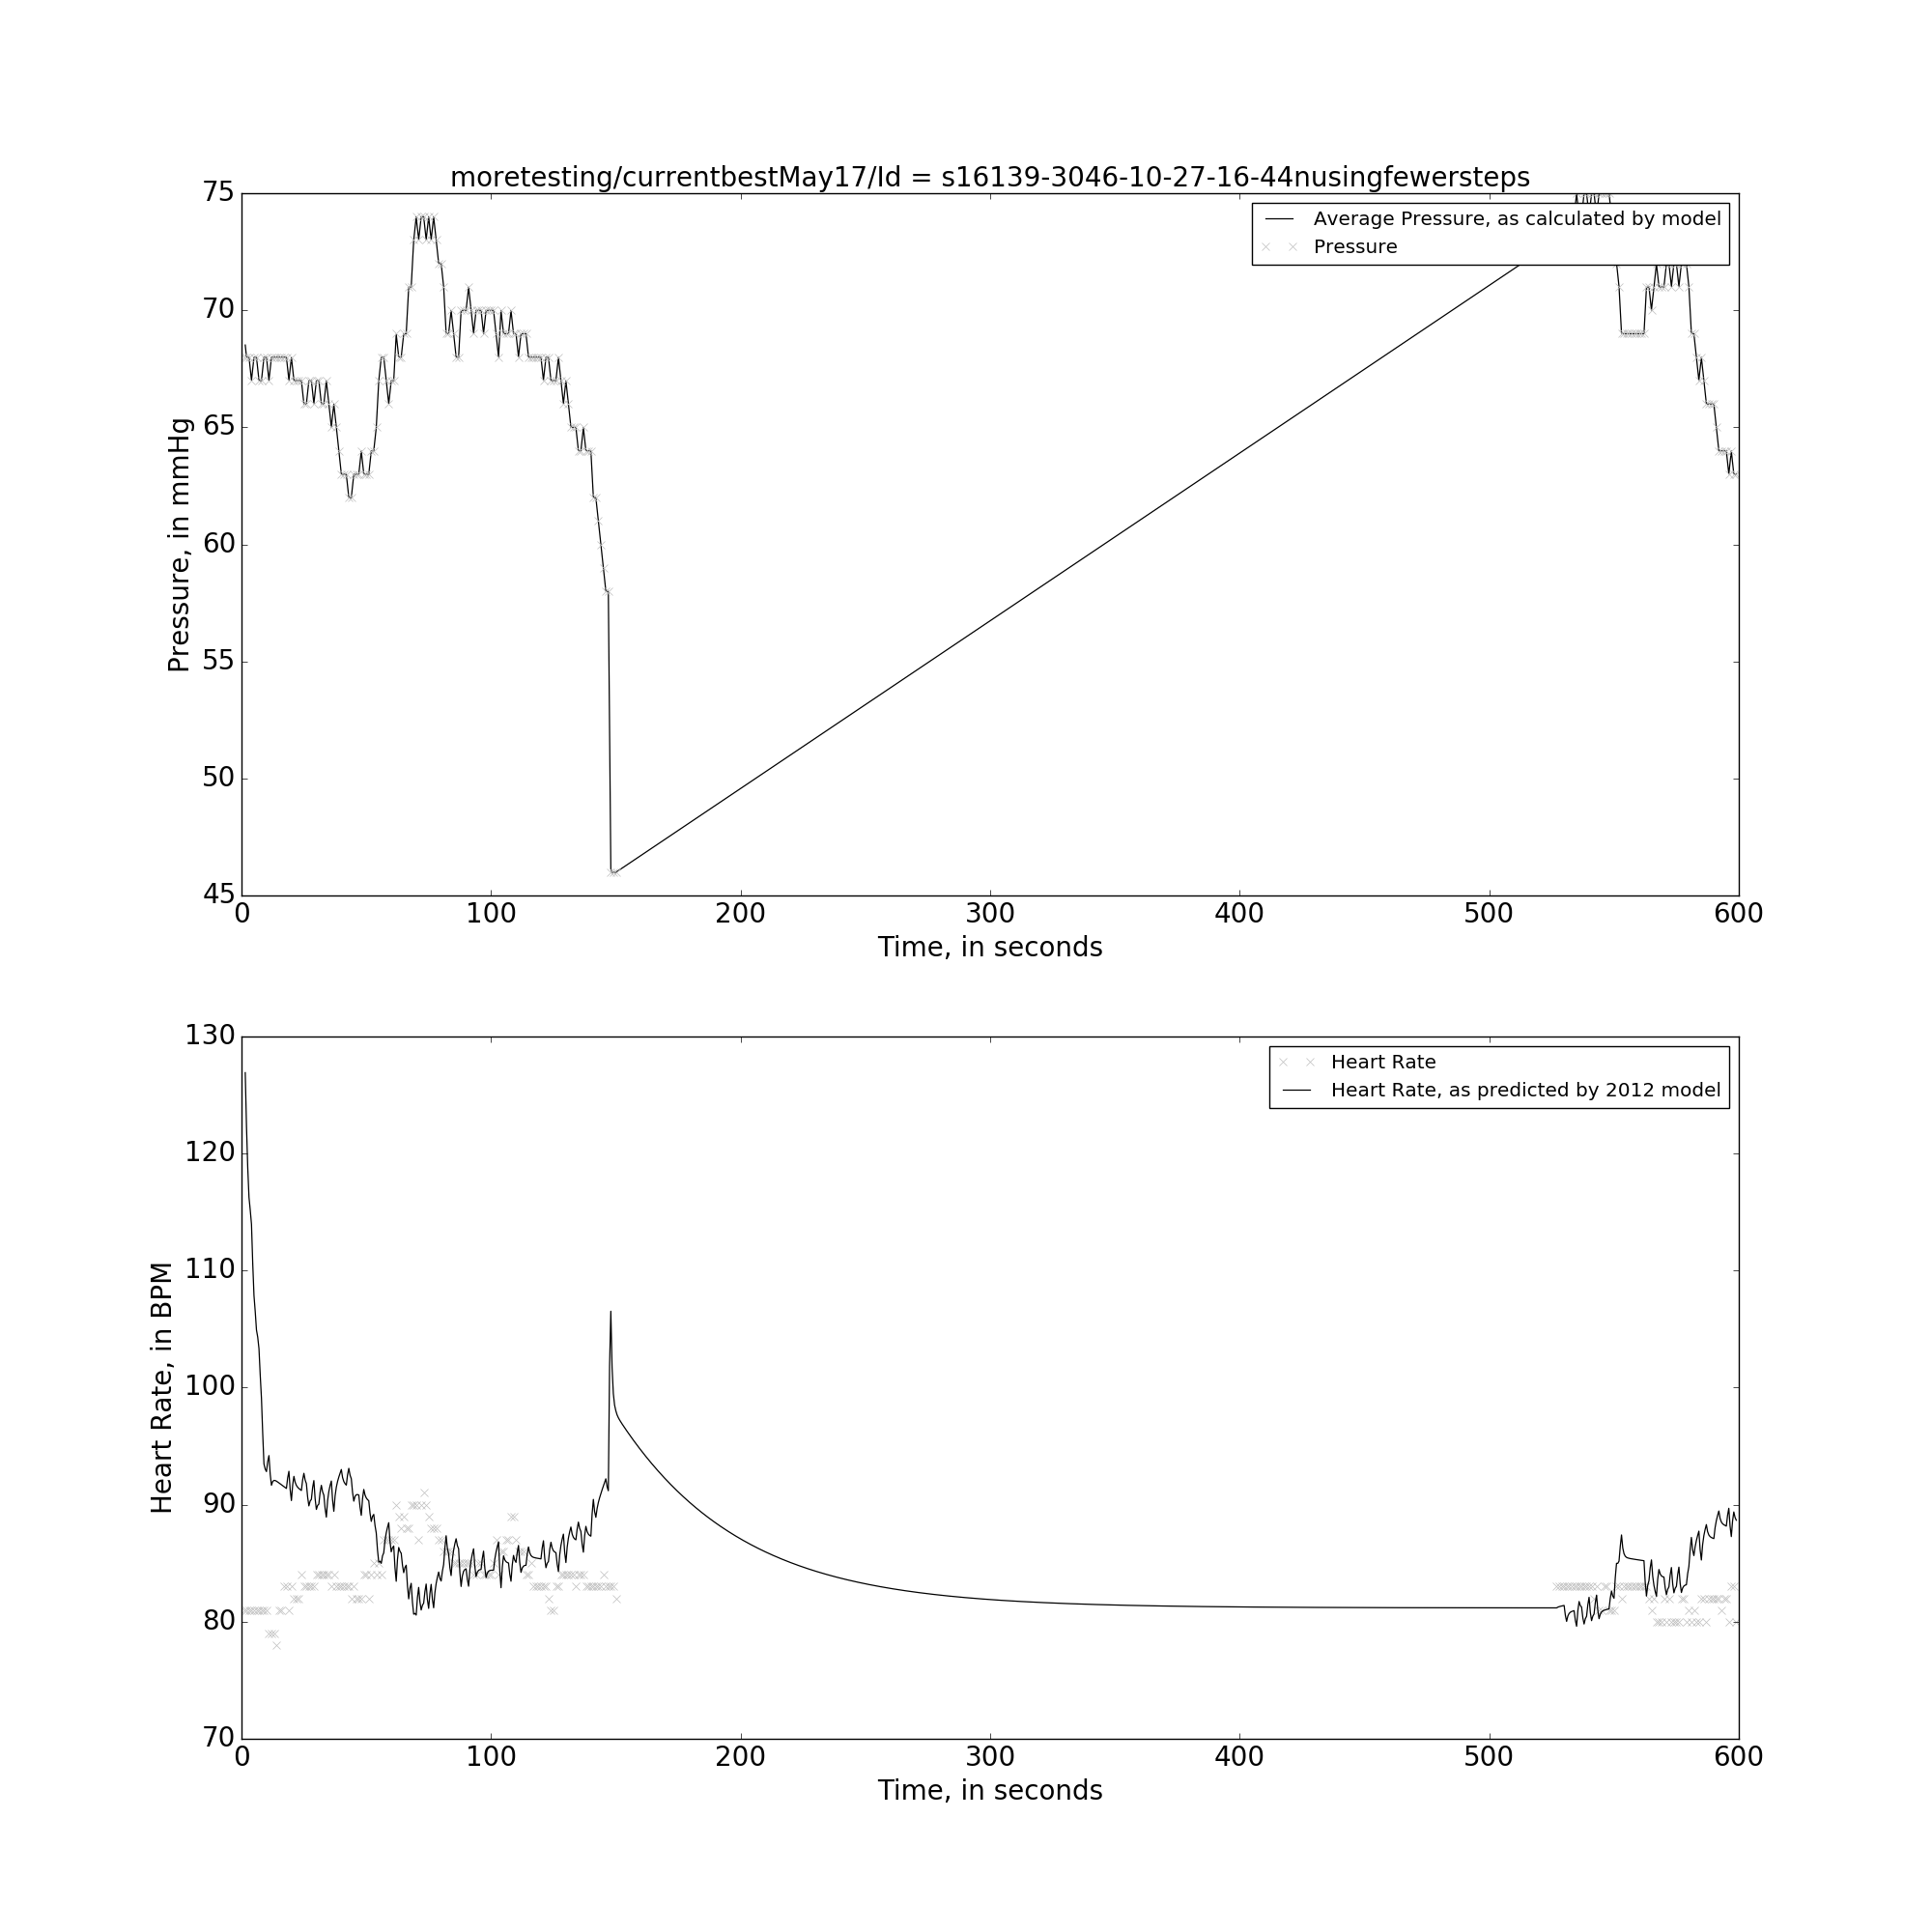 moretesting/currentbestMay17/Id = s16139-3046-10-27-16-44nusingfewersteps
75
70
65
60
55
50
45
Pressure, in mmHg
Average Pressure, as calculated by model
Pressure
0 100 200 300 400 500 600
Time, in seconds
130
120
110
100
90
80
70
Heart Rate, in BPM
Heart Rate
Heart Rate, as predicted by 2012 model
0 100 200 300 400 500 600
Time, in seconds